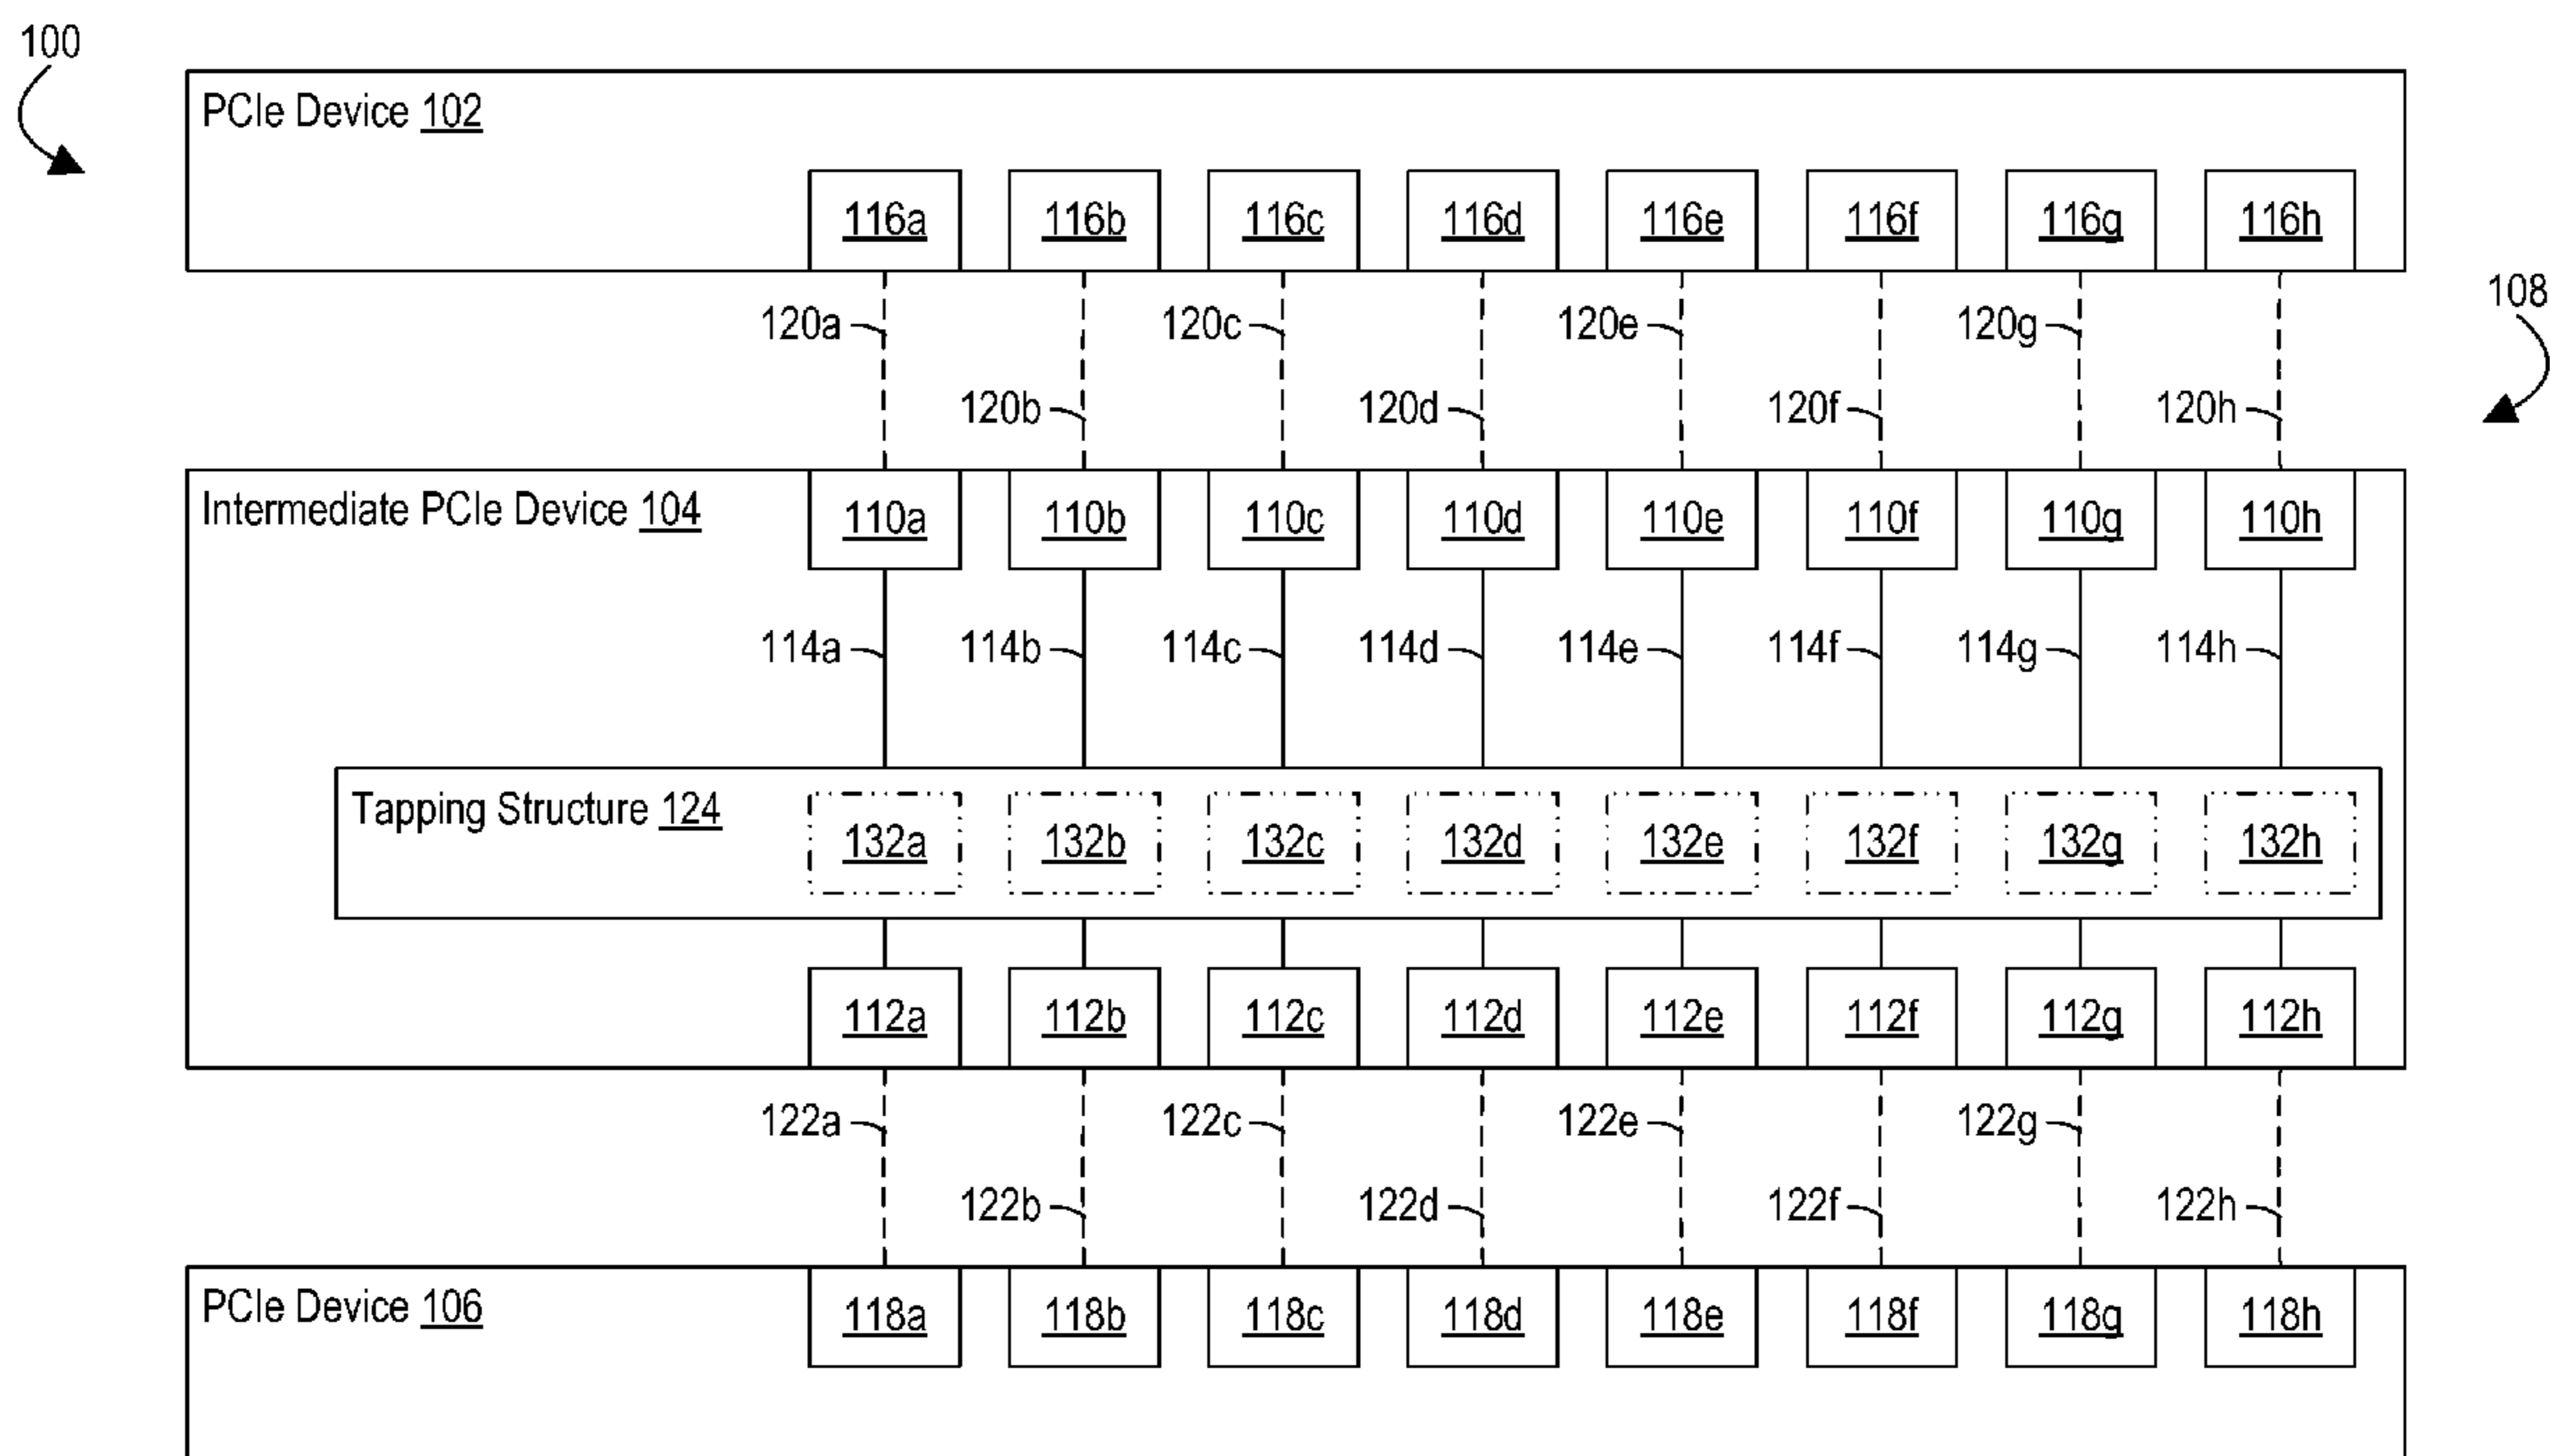 100
PCIe Device 102
116a 116b 116c 116d 116e 116f 116g 116h
108
120a 120c 120e 120g
120b 120d 120f 120h
Intermediate PCIe Device 104
110a 110b 110c 110d 110e 110f 110g 110h
114a 114b 114c 114d 114e 114f 114g 114h
Tapping Structure 124
132a 132b 132c 132d 132e 132f 132g 132h
112a 112b 112c 112d 112e 112f 112g 112h
122a 122c 122e 122g
122b 122d 122f 122h
PCIe Device 106
118a 118b 118c 118d 118e 118f 118g 118h